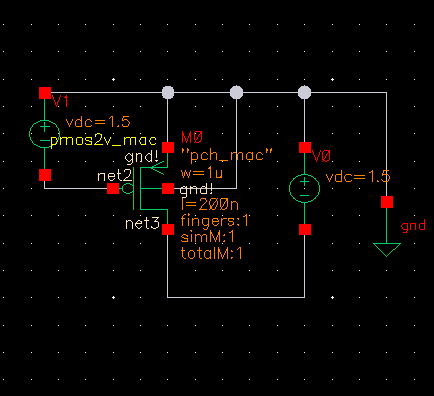 V1
vdc=1.5
pmos2v_mac
gnd!
net2
M0
"pch_mac"
w=1u
gnd!
l=200n
fingers:1
simM:1
totalM:1
net3
V0
vdc=1.5
gnd